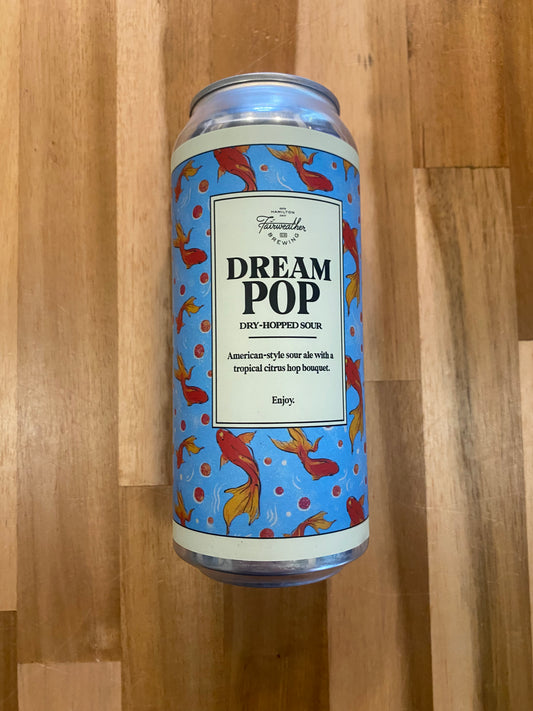 HAMILTON
Fairweather
BREWING
DREAM
POP
DRY-HOPPED SOUR
American-style sour ale with a
tropical citrus hop bouquet.
Enjoy.